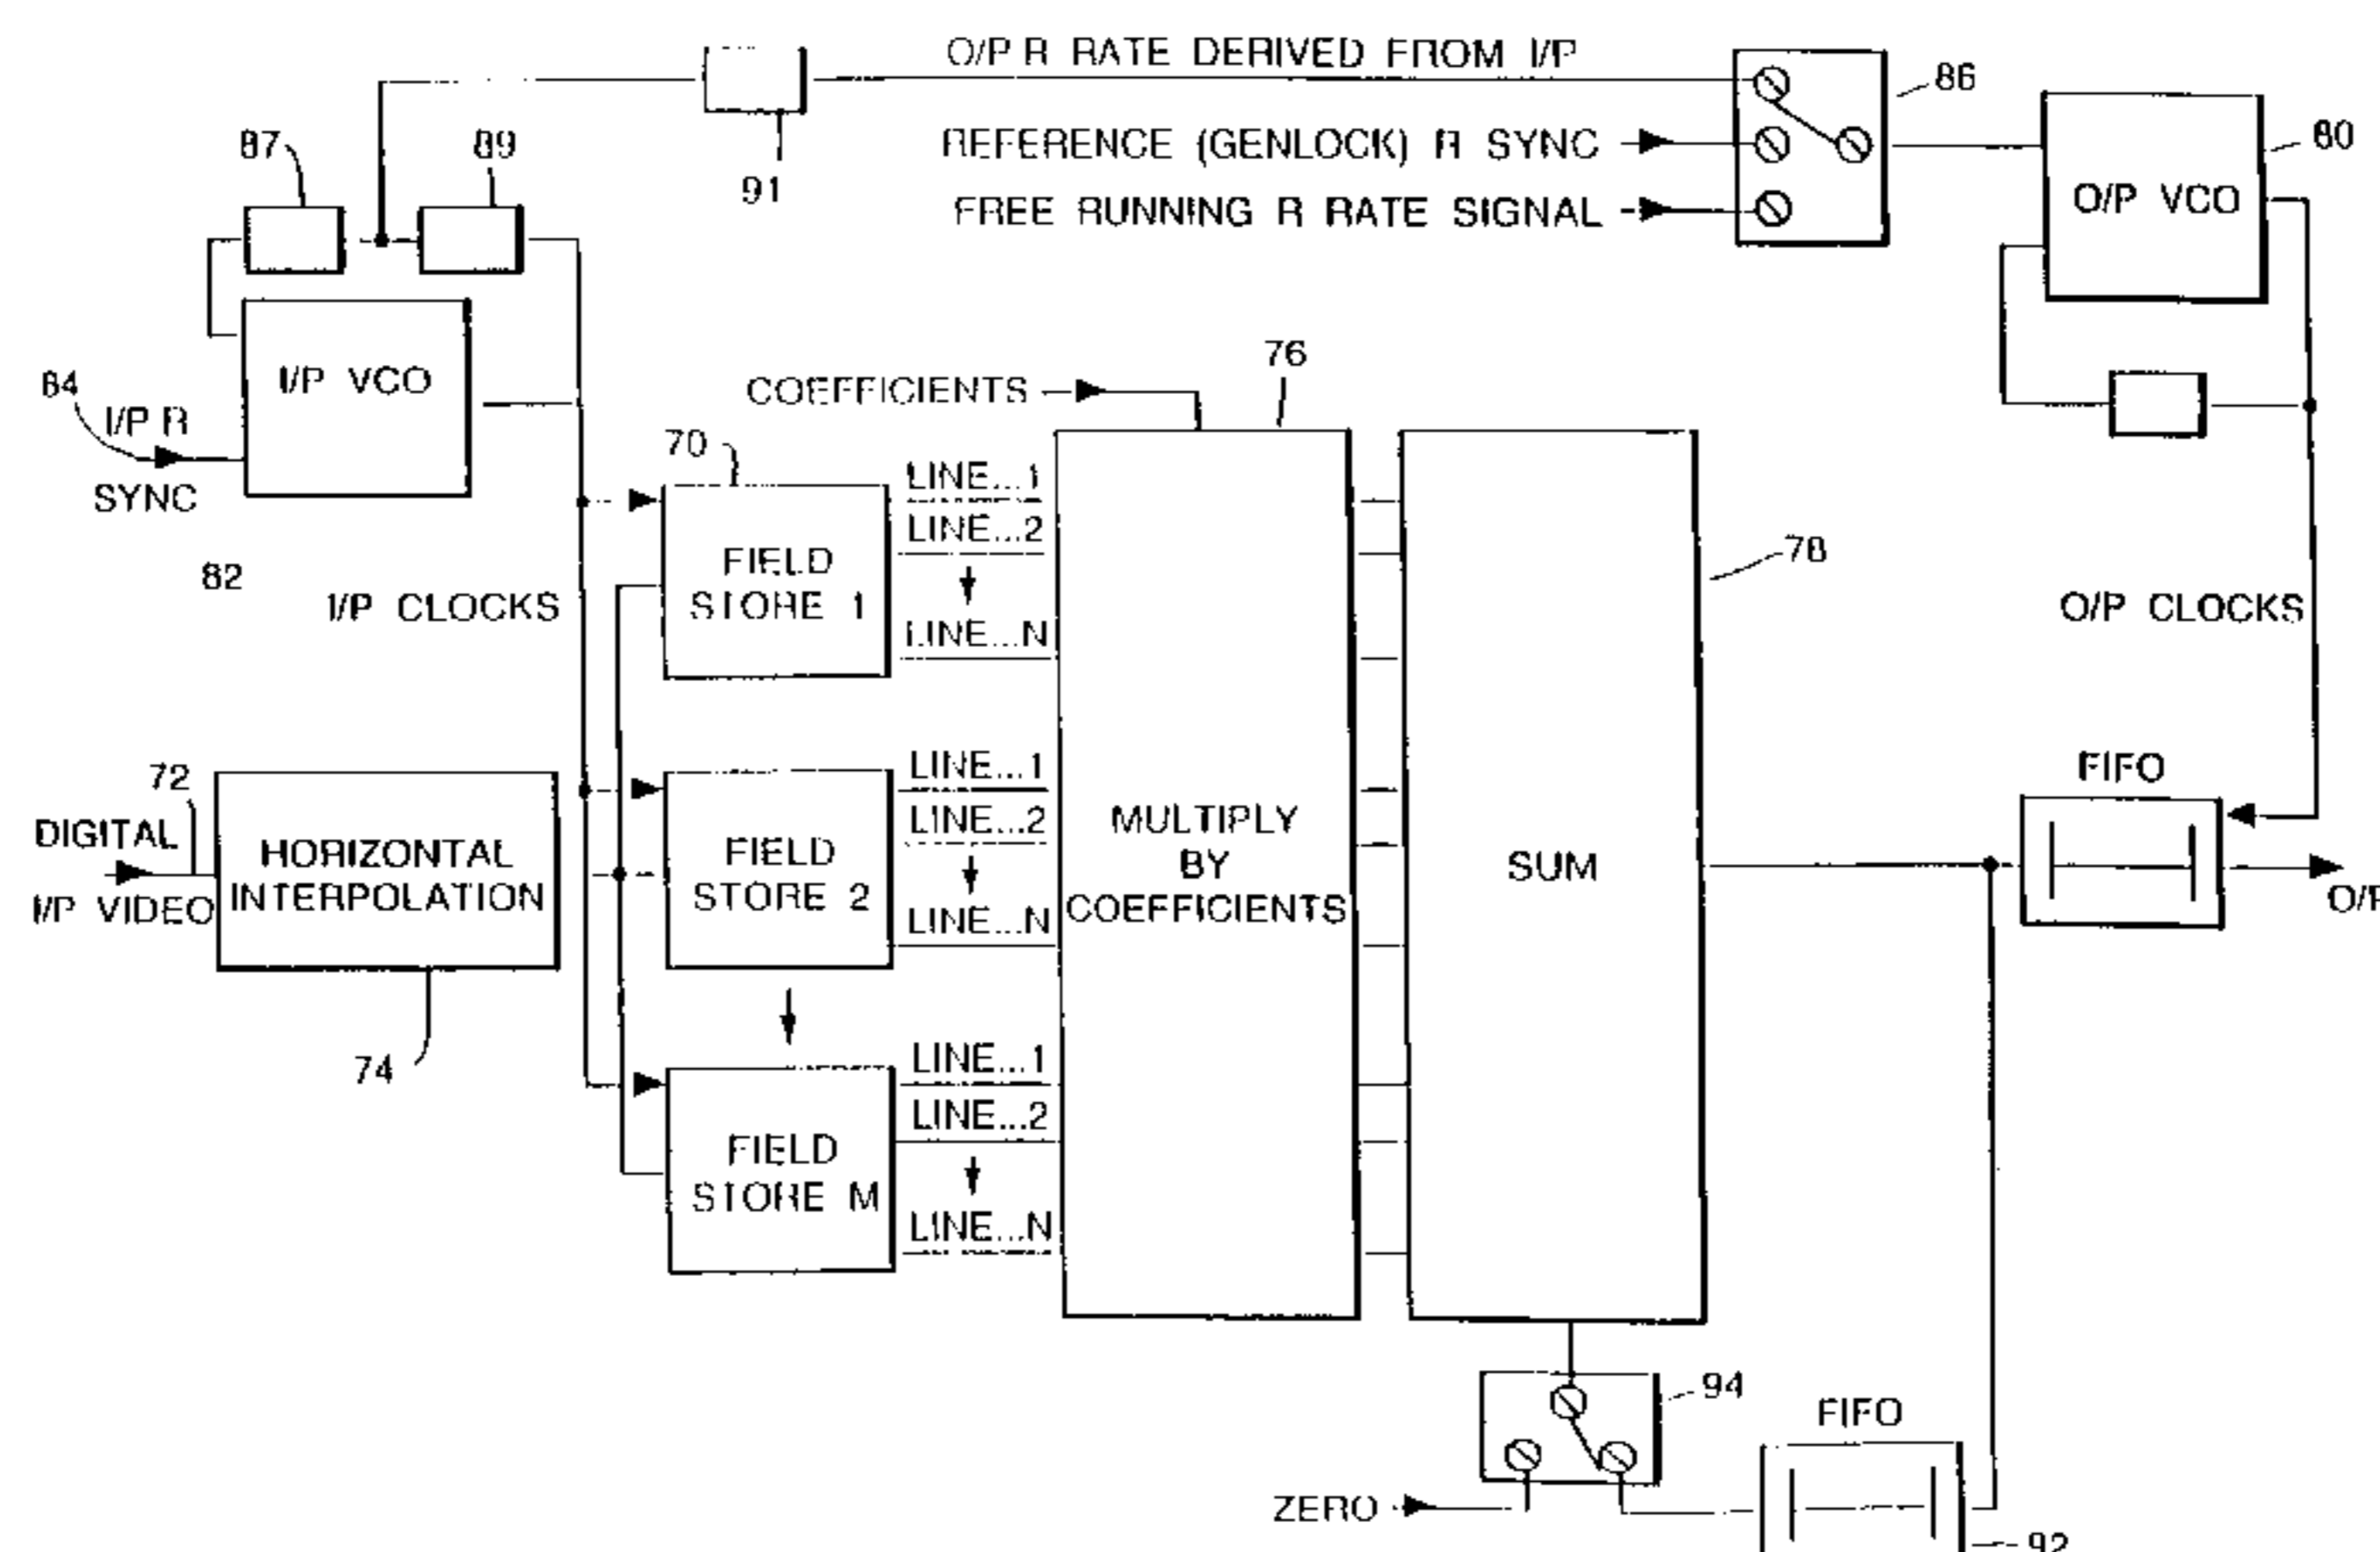 O/P R RATE DERIVED FROM I/P
86
87
89
REFERENCE (GENLOCK) R SYNC
80
91
FREE RUNNING R RATE SIGNAL
O/P VCO
76
I/P VCO
84
COEFFICIENTS
I/P R
SYNC
70
LINE...1
LINE...2
LINE...N
FIELD
STORE 1
78
82
I/P CLOCKS
O/P CLOCKS
72
DIGITAL
I/P VIDEO
HORIZONTAL
INTERPOLATION
74
LINE...1
LINE...2
LINE...N
FIELD
STORE 2
MULTIPLY
BY
COEFFICIENTS
SUM
FIFO
O/P
LINE...1
LINE...2
LINE...N
FIELD
STORE M
94
FIFO
ZERO
92